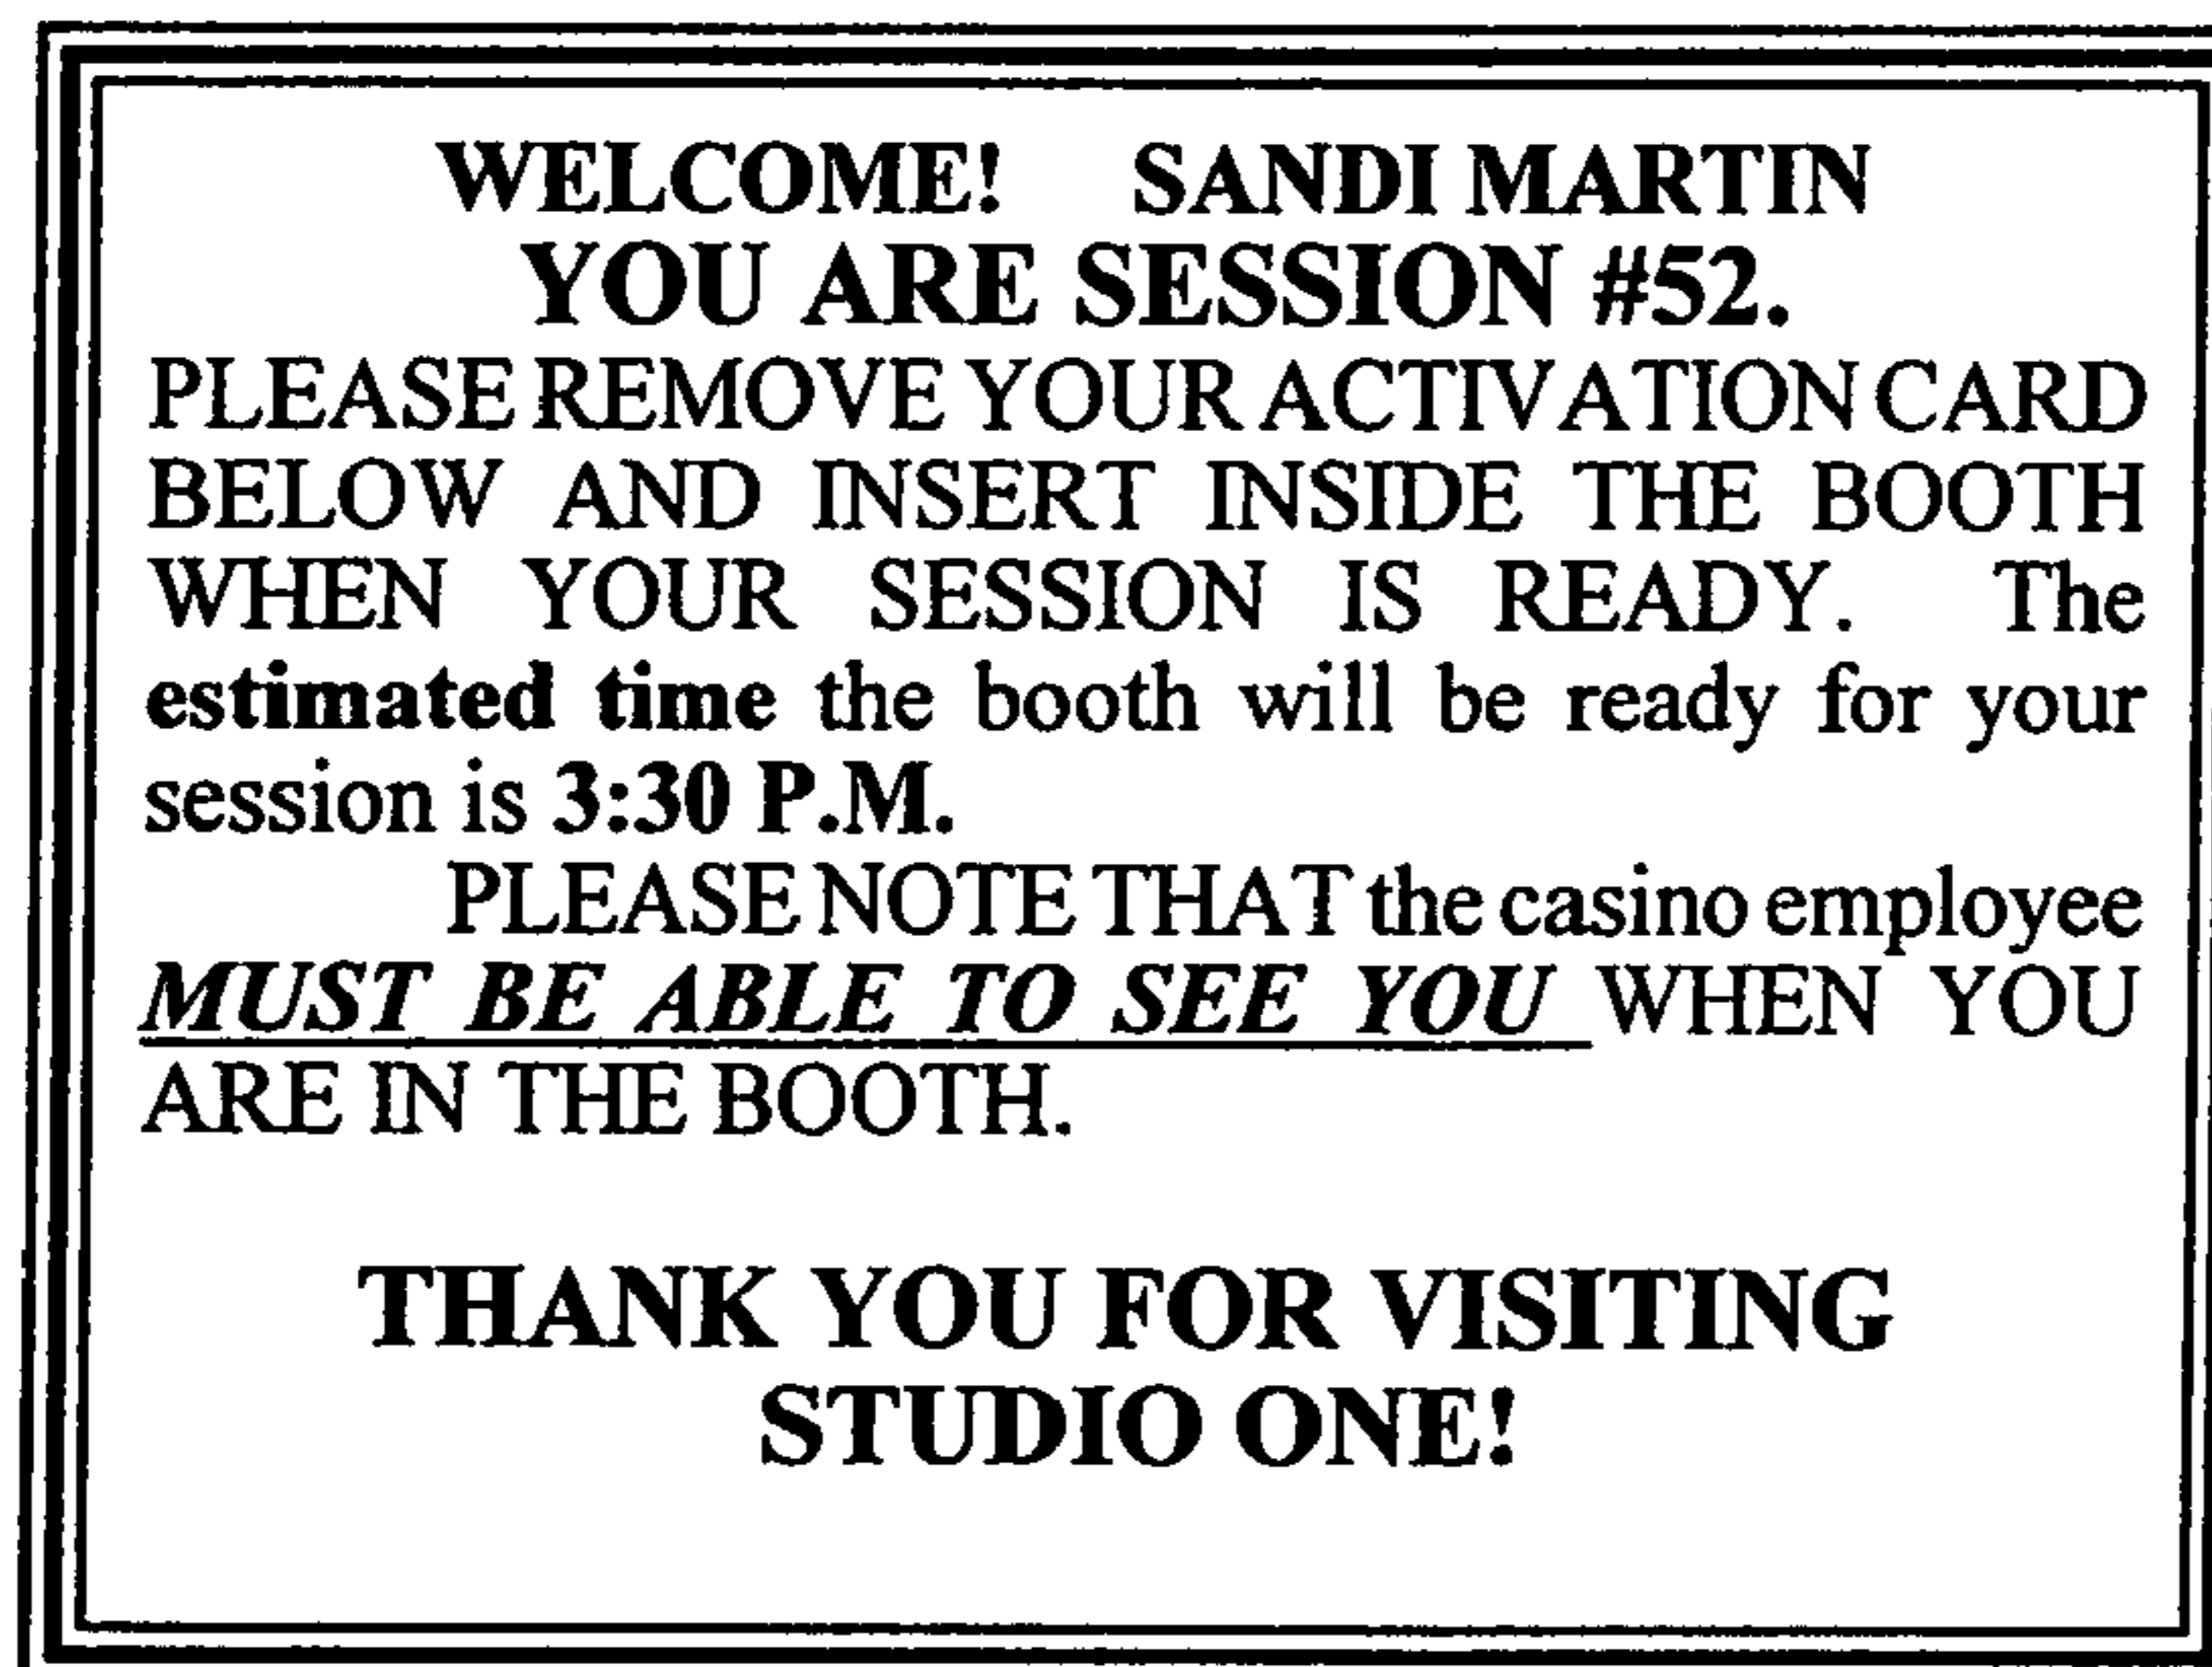 WELCOME! SANDI MARTIN
YOU ARE SESSION #52.
PLEASE REMOVE YOUR ACTIVATION CARD
BELOW AND INSERT INSIDE THE BOOTH
WHEN YOUR SESSION IS READY. The
estimated time the booth will be ready for your
session is 3:30 P.M.
PLEASE NOTE THAT the casino employee
MUST BE ABLE TO SEE YOU WHEN YOU
ARE IN THE BOOTH.
THANK YOU FOR VISITING
STUDIO ONE!